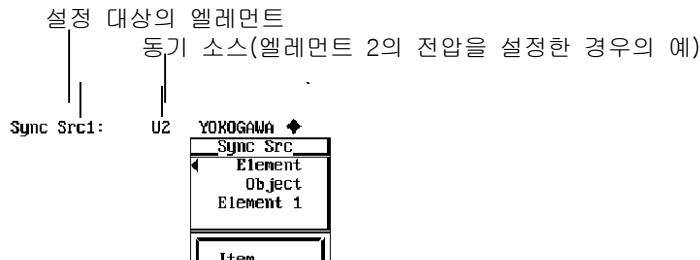 설정 대상의 엘레먼트
동기 소스(엘레먼트 2의 전압을 설정한 경우의 예)
Sync Src1: U2 YOKOGAWA
Sync Src
Element
Object
Element 1
Item